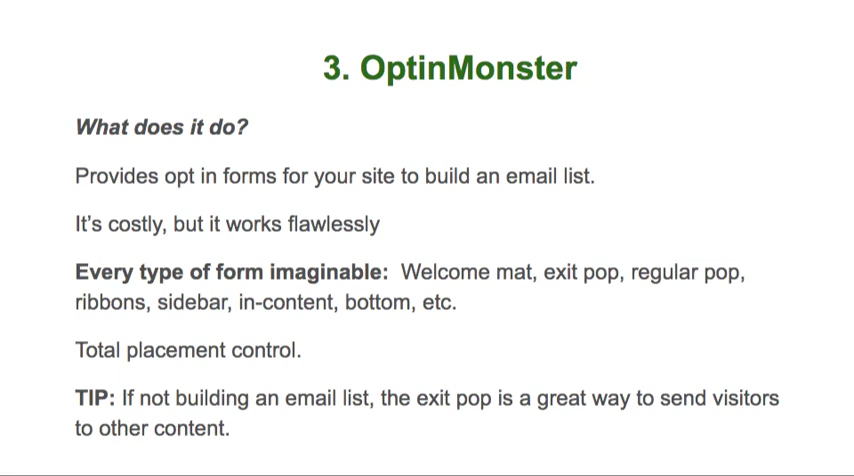 3. OptinMonster
What does it do?
Provides opt in forms for your site to build an email list.
It’s costly, but it works flawlessly
Every type of form imaginable:  Welcome mat, exit pop, regular pop,
ribbons, sidebar, in-content, bottom, etc.
Total placement control.
TIP: If not building an email list, the exit pop is a great way to send visitors
to other content.